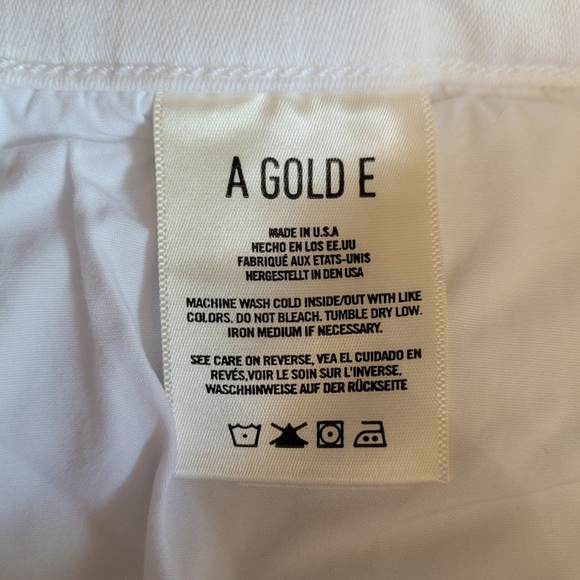 A GOLD E
MADE IN U.S.A
HECHO EN LOS EE.UU
FABRIQUÉ AUX ETATS-UNIS
HERGESTELLT IN DEN USA
MACHINE WASH COLD INSIDE/OUT WITH LIKE
COLORS. DO NOT BLEACH. TUMBLE DRY LOW.
IRON MEDIUM IF NECESSARY.
SEE CARE ON REVERSE, VEA EL CUIDADO EN
REVÉS,VOIR LE SOIN SUR L'INVERSE,
WASCHHINWEISE AUF DER RÜCKSEITE